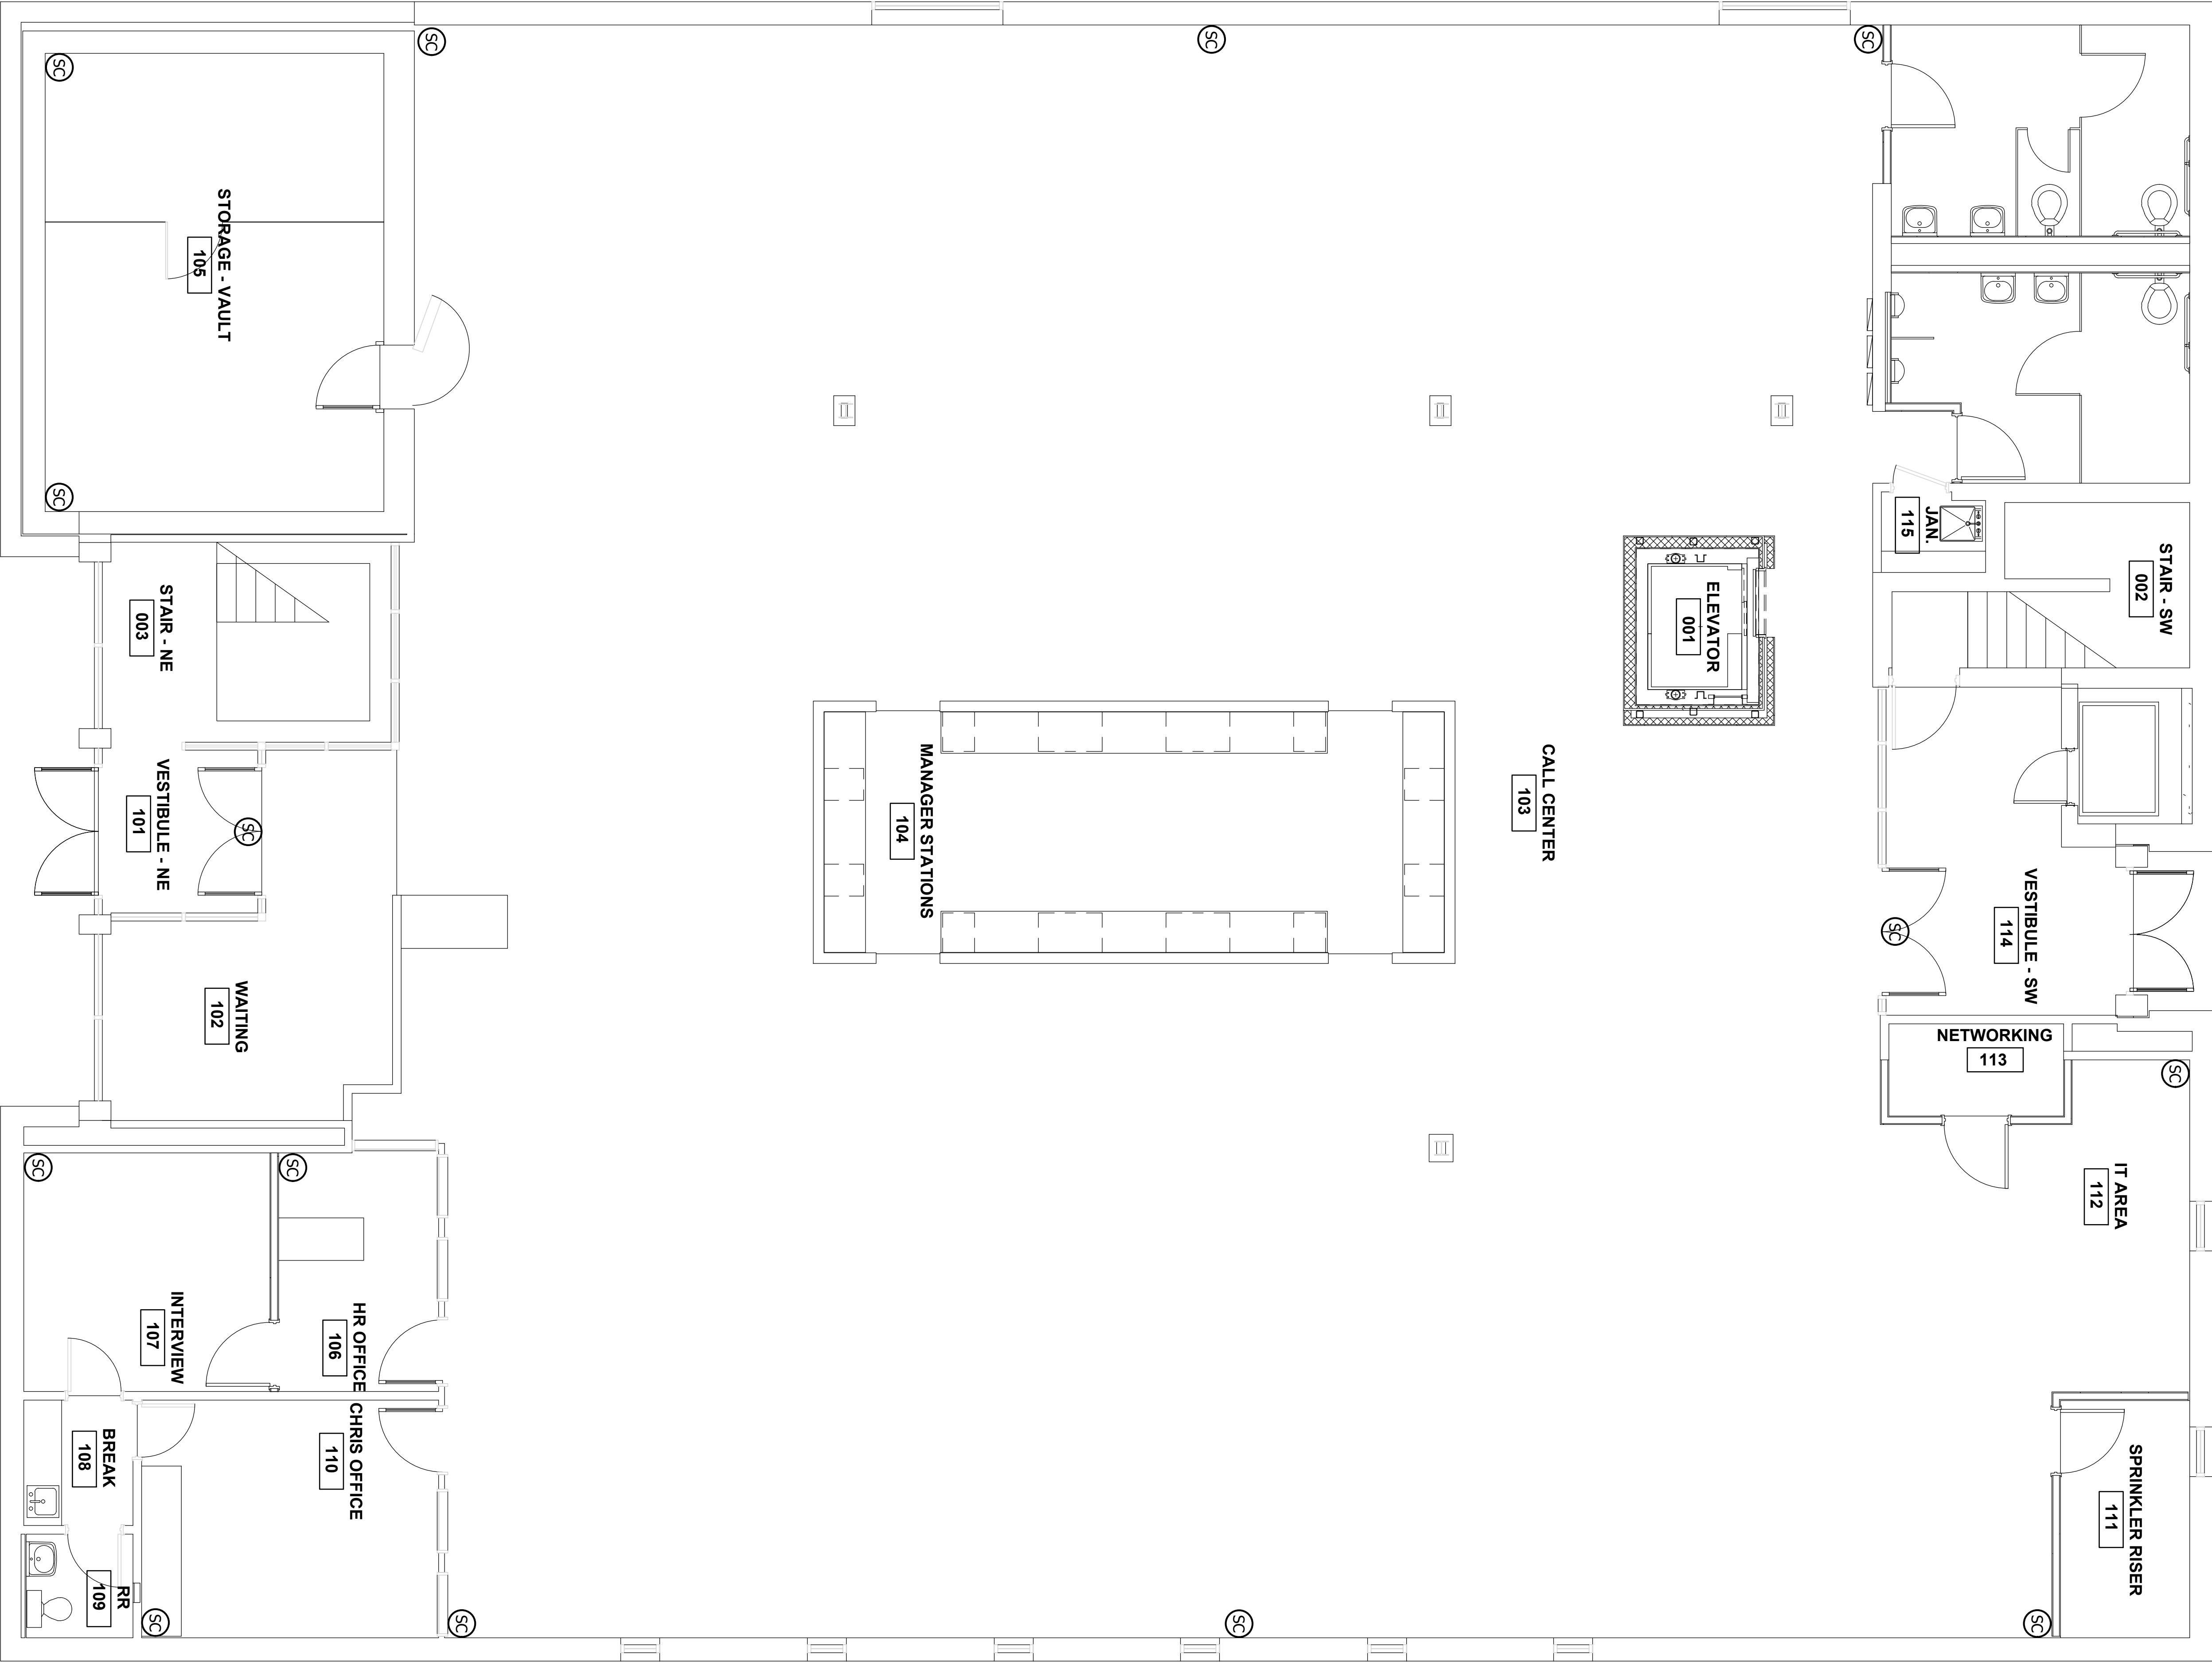 SC
SC
SC
SC
SC
STORAGE - VAULT
105
JAN.
115
STAIR - SW
002
STAIR - NE
003
ELEVATOR
001
VESTIBULE - NE
101
SC
MANAGER STATIONS
104
CALL CENTER
103
VESTIBULE - SW
114
SC
WAITING
102
NETWORKING
113
SC
SC
SC
IT AREA
112
INTERVIEW
107
HR OFFICE
106
CHRIS OFFICE
110
BREAK
108
SPRINKLER RISER
111
RR
109
SC
SC
SC
SC